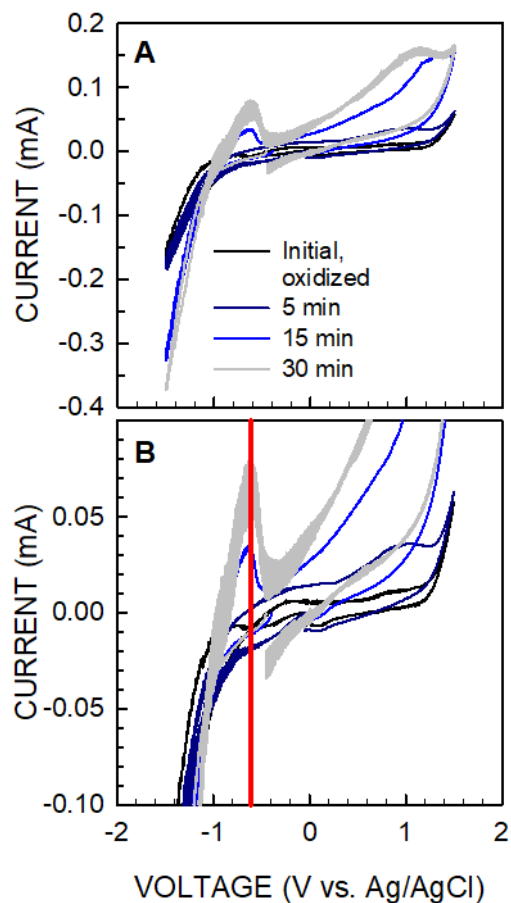 A
0.2
0.1
0.0
-0.1
-0.2
-0.3
-0.4
CURRENT (mA)
Initial,
oxidized
5 min
15 min
30 min
B
0.05
0.00
-0.05
-0.10
CURRENT (mA)
-2 -1 0 1 2
VOLTAGE (V vs. Ag/AgCl)